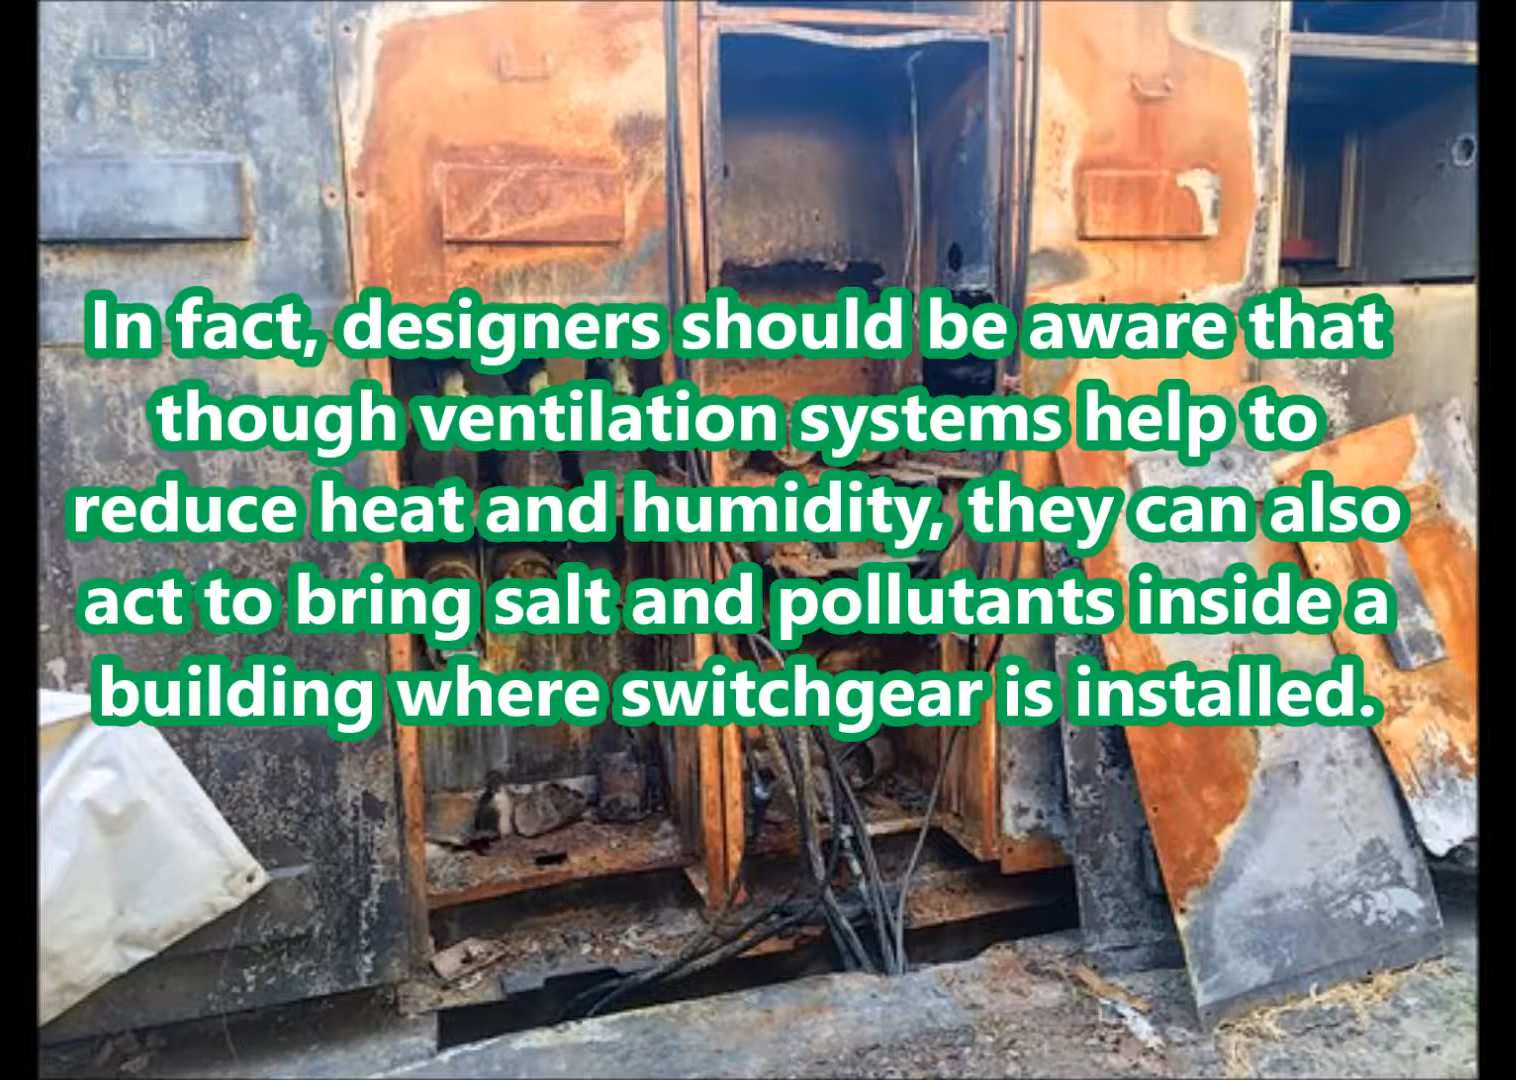 In fact, designers should be aware that
though ventilation systems help to
reduce heat and humidity, they can also
act to bring salt and pollutants inside a
building where switchgear is installed.